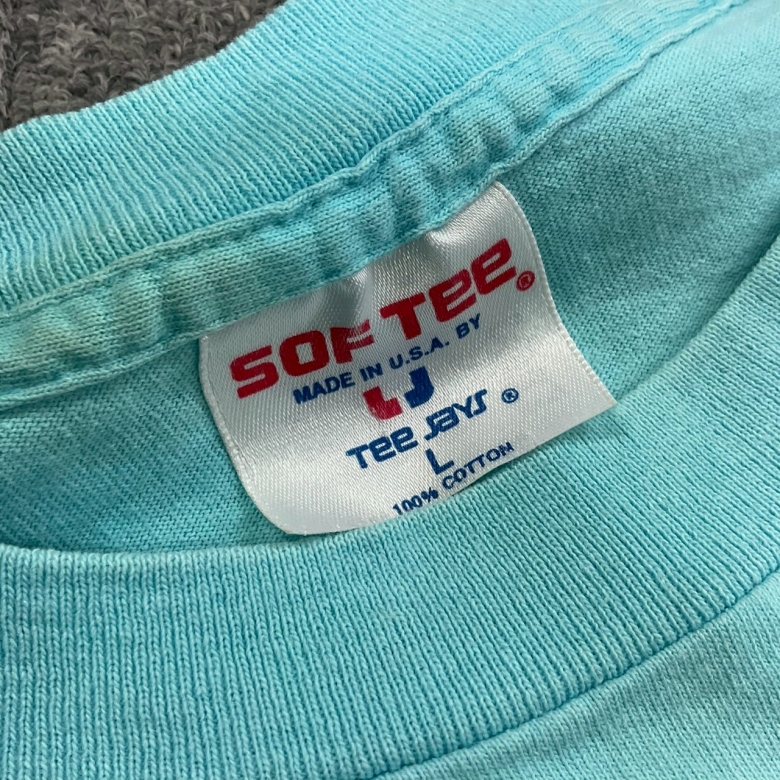 SOF TEE®
MADE IN U.S.A. BY
TEE JAYS ®
L
100% COTTON